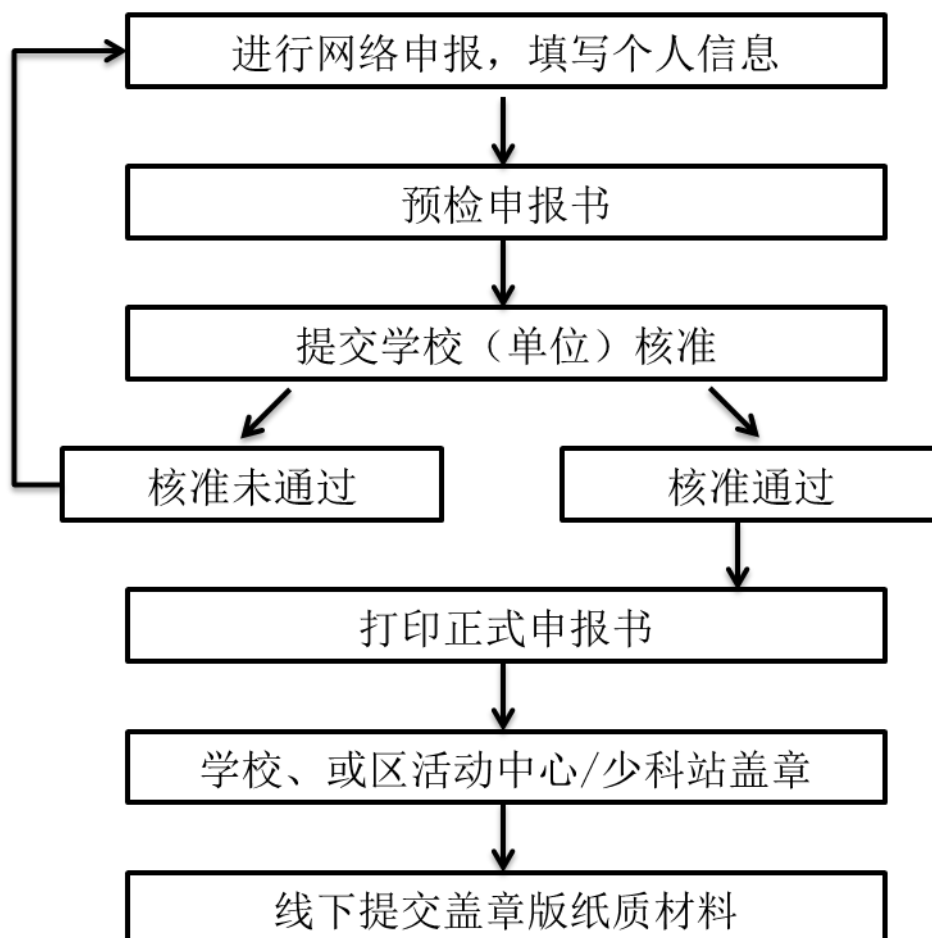 进行网络申报，填写个人信息
预检申报书
提交学校（单位）核准
核准未通过
核准通过
打印正式申报书
学校、或区活动中心/少科站盖章
线下提交盖章版纸质材料